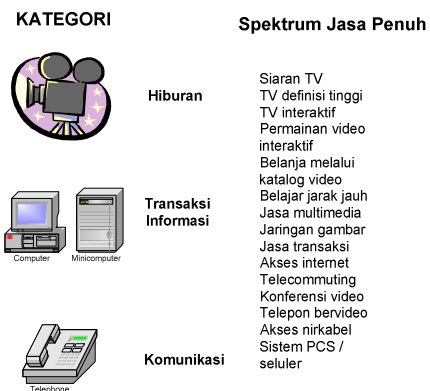 KATEGORI
Spektrum Jasa Penuh
Hiburan
Transaksi
Informasi
Computer
Minicomputer
Komunikasi
Telephone
Siaran TV
TV definisi tinggi
TV interaktif
Permainan video
interaktif
Belanja melalui
katalog video
Belajar jarak jauh
Jasa multimedia
Jaringan gambar
Jasa transaksi
Akses internet
Telecommuting
Konferensi video
Telepon bervideo
Akses nirkabel
Sistem PCS /
seluler